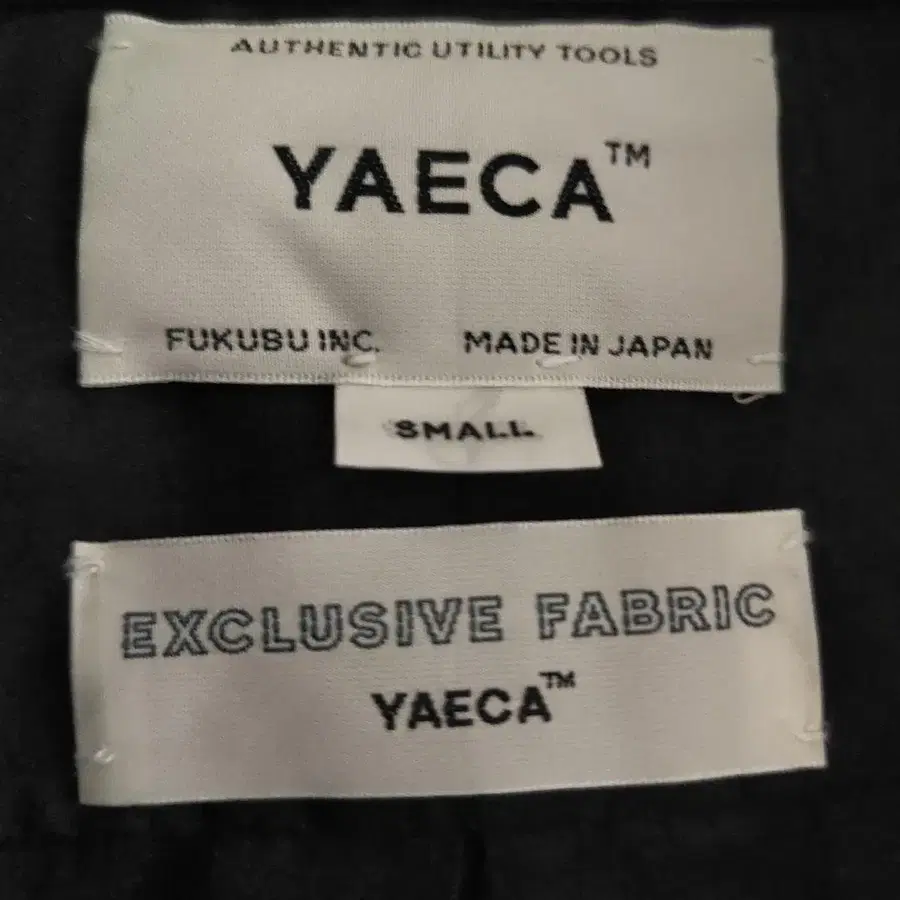 AUTHENTIC UTILITY TOOLS
YAECA™
FUKUBU INC. MADE IN JAPAN
SMALL
EXCLUSIVE FABRIC
YAECA™